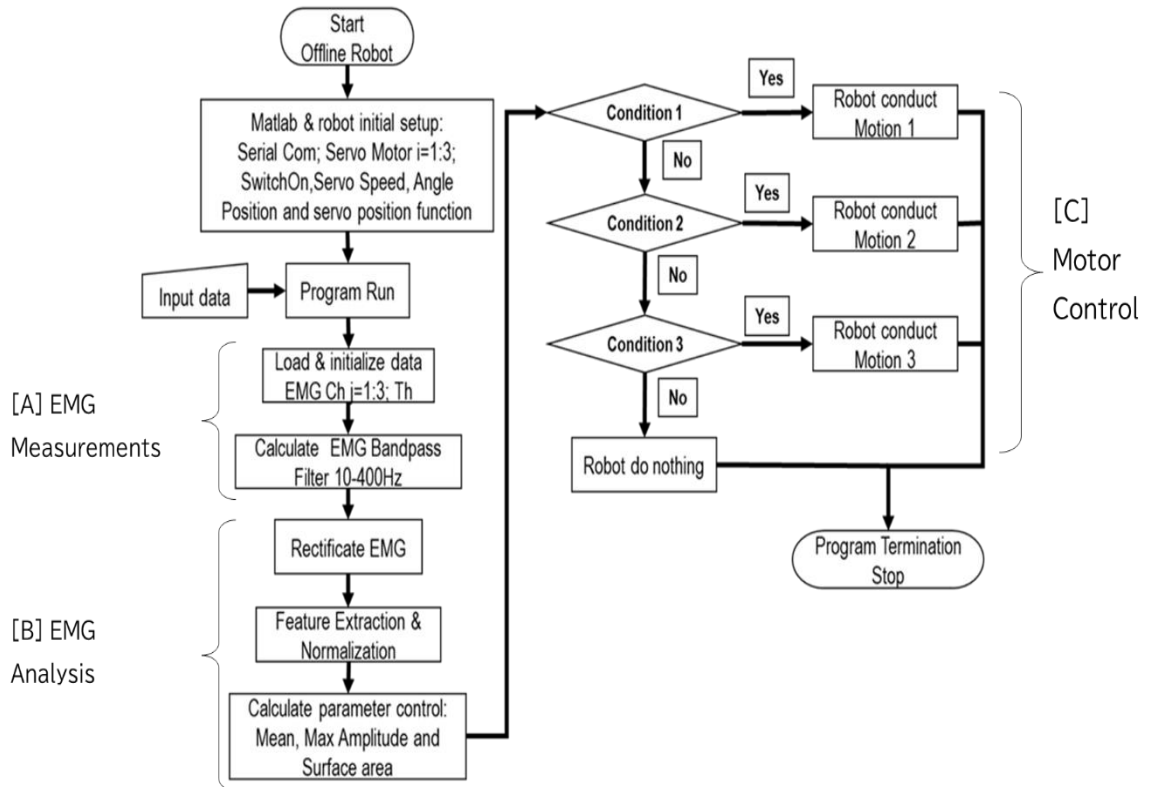 Start
Offline Robot
Matlab & robot initial setup:
Serial Com; Servo Motor i=1:3;
SwitchOn,Servo Speed, Angle
Position and servo position function
Input data
Program Run
[A] EMG
Measurements
Load & initialize data
EMG Ch j=1:3; Th
Calculate EMG Bandpass
Filter 10-400Hz
[B] EMG
Analysis
Rectificate EMG
Feature Extraction &
Normalization
Calculate parameter control:
Mean, Max Amplitude and
Surface area
Condition 1
Yes
Robot conduct
Motion 1
No
Condition 2
Yes
Robot conduct
Motion 2
No
Condition 3
Yes
Robot conduct
Motion 3
No
Robot do nothing
[C]
Motor
Control
Program Termination
Stop